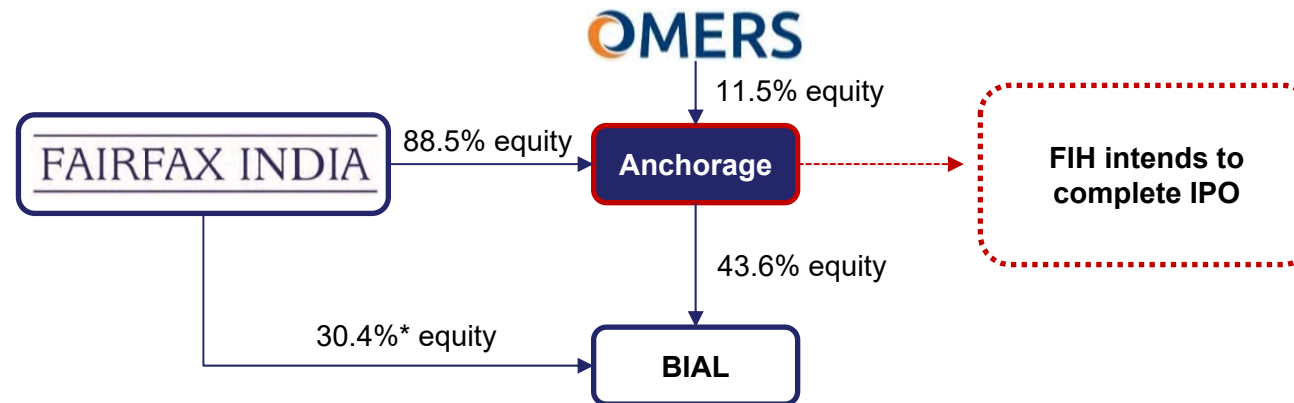 OMERS
11.5% equity
FAIRFAX INDIA
88.5% equity
Anchorage
FIH intends to
complete IPO
43.6% equity
30.4%* equity
BIAL